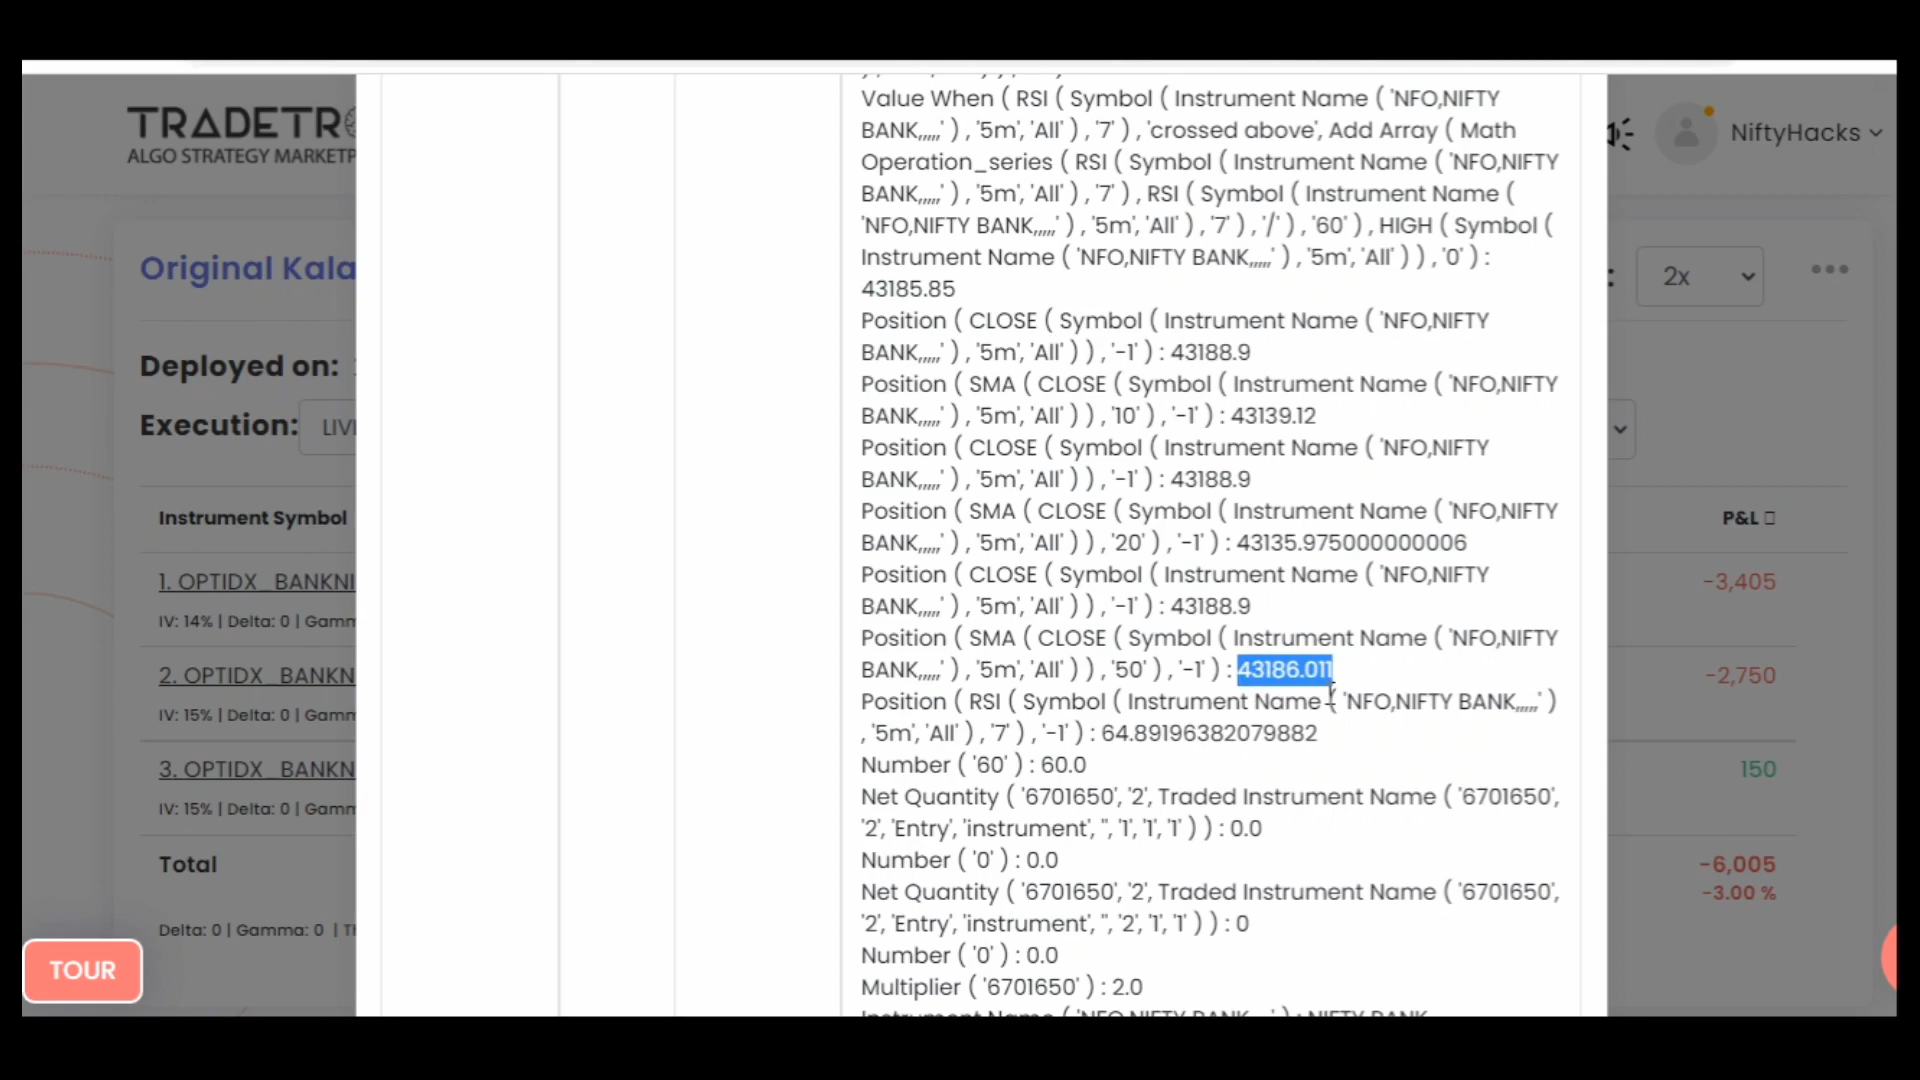 TRADETR
ALGO STRATEGY MARKETP
NiftyHacks
Original Kala
2x
Deployed on:
Execution:
LIVE
Instrument Symbol
P&L
1. OPTIDX_BANKNI
-3,405
IV: 14% | Delta: 0 | Gamm
2. OPTIDX_BANKN
-2,750
IV: 15% | Delta: 0 | Gamm
3. OPTIDX_BANKN
150
IV: 15% | Delta: 0 | Gamm
Total
-6,005
-3.00 %
Delta: 0 | Gamma: 0 | Th
TOUR
Value When ( RSI ( Symbol ( Instrument Name ( 'NFO,NIFTY
BANK,,,,,' ) , '5m', 'All' ) , '7' ) , 'crossed above', Add Array ( Math
Operation_series ( RSI ( Symbol ( Instrument Name ( 'NFO,NIFTY
BANK,,,,,' ) , '5m', 'All' ) , '7' ) , RSI ( Symbol ( Instrument Name (
'NFO,NIFTY BANK,,,,,' ) , '5m', 'All' ) , '7' ) , '/' ) , '60' ) , HIGH ( Symbol (
Instrument Name ( 'NFO,NIFTY BANK,,,,,' ) , '5m', 'All' ) ) , '0' ) :
43185.85
Position ( CLOSE ( Symbol ( Instrument Name ( 'NFO,NIFTY
BANK,,,,,' ) , '5m', 'All' ) ) , '-1' ) : 43188.9
Position ( SMA ( CLOSE ( Symbol ( Instrument Name ( 'NFO,NIFTY
BANK,,,,,' ) , '5m', 'All' ) ) , '10' ) , '-1' ) : 43139.12
Position ( CLOSE ( Symbol ( Instrument Name ( 'NFO,NIFTY
BANK,,,,,' ) , '5m', 'All' ) ) , '-1' ) : 43188.9
Position ( SMA ( CLOSE ( Symbol ( Instrument Name ( 'NFO,NIFTY
BANK,,,,,' ) , '5m', 'All' ) ) , '20' ) , '-1' ) : 43135.975000000006
Position ( CLOSE ( Symbol ( Instrument Name ( 'NFO,NIFTY
BANK,,,,,' ) , '5m', 'All' ) ) , '-1' ) : 43188.9
Position ( SMA ( CLOSE ( Symbol ( Instrument Name ( 'NFO,NIFTY
BANK,,,,,' ) , '5m', 'All' ) ) , '50' ) , '-1' ) : 43186.011
Position ( RSI ( Symbol ( Instrument Name ( 'NFO,NIFTY BANK,,,,,' )
, '5m', 'All' ) , '7' ) , '-1' ) : 64.89196382079882
Number ( '60' ) : 60.0
Net Quantity ( '6701650', '2', Traded Instrument Name ( '6701650',
'2', 'Entry', 'instrument', '', '1', '1', '1' ) ) : 0.0
Number ( '0' ) : 0.0
Net Quantity ( '6701650', '2', Traded Instrument Name ( '6701650',
'2', 'Entry', 'instrument', '', '2', '1', '1' ) ) : 0
Number ( '0' ) : 0.0
Multiplier ( '6701650' ) : 2.0
Instrument Name ( 'NFO,NIFTY BANK,,,,,' ) : NIFTY BANK